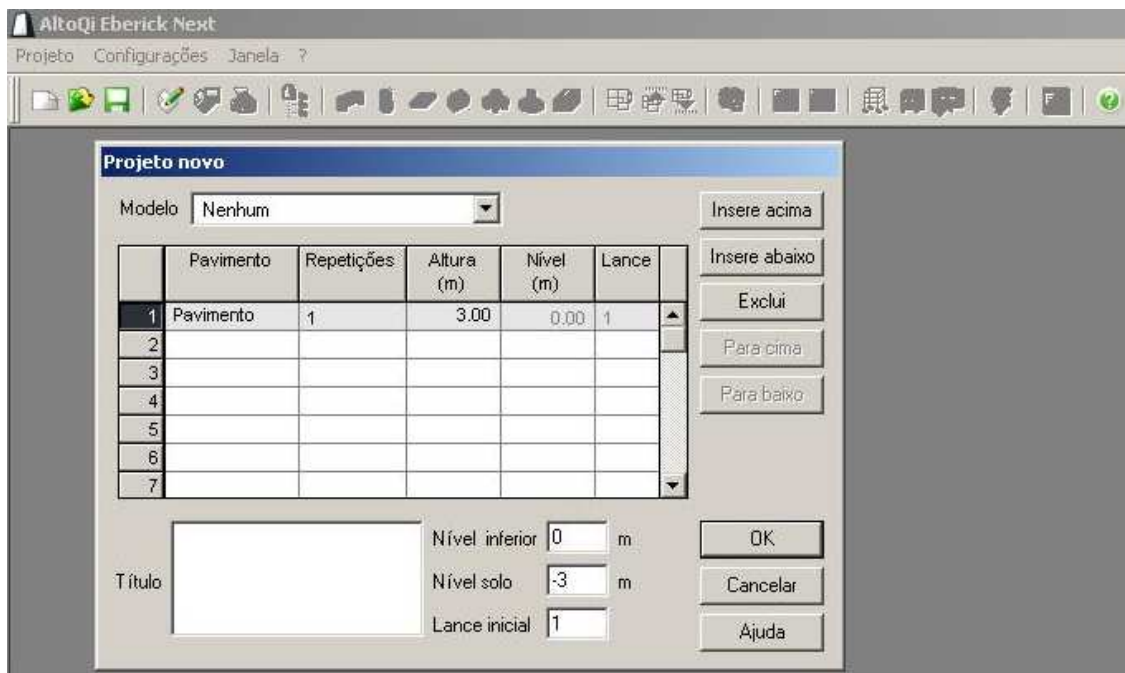 AltoQi Eberick Next
Projeto Configurações Janela ?
Projeto novo
Modelo Nenhum
Insere acima
Pavimento Repetições Altura (m) Nível (m) Lance
Insere abaixo
Exclui
1 Pavimento 1 3.00 0.00 1
2
Para cima
3
4
Para baixo
5
6
7
Título
Nível inferior 0 m
OK
Nível solo -3 m
Cancelar
Lance inicial 1
Ajuda